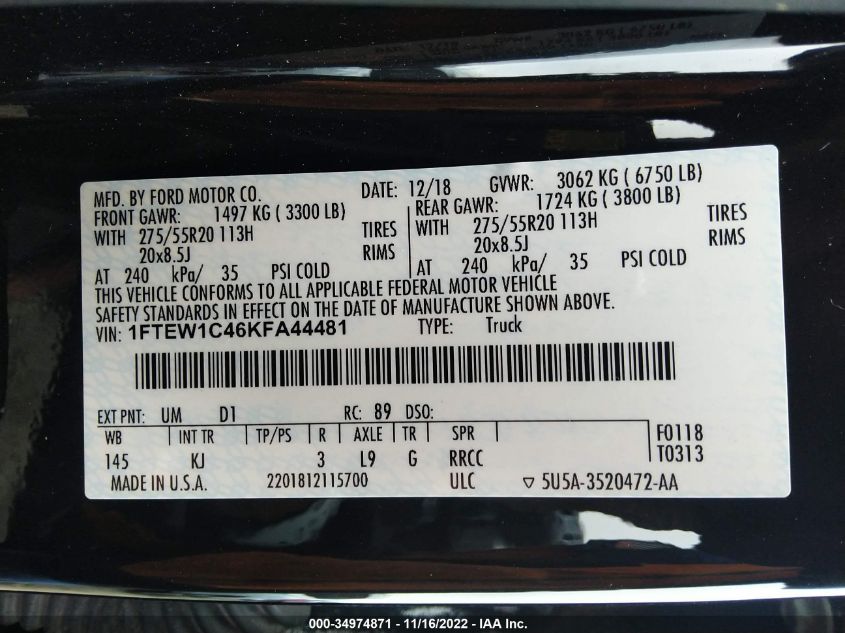 MFD. BY FORD MOTOR CO. DATE: 12/18 GVWR: 3062 KG ( 6750 LB)
FRONT GAWR: 1497 KG ( 3300 LB) REAR GAWR: 1724 KG ( 3800 LB)
WITH 275/55R20 113H TIRES WITH 275/55R20 113H TIRES
20x8.5J RIMS 20x8.5J RIMS
AT 240 kPa/ 35 PSI COLD AT 240 kPa/ 35 PSI COLD
THIS VEHICLE CONFORMS TO ALL APPLICABLE FEDERAL MOTOR VEHICLE
SAFETY STANDARDS IN EFFECT ON THE DATE OF MANUFACTURE SHOWN ABOVE.
VIN: 1FTEW1C46KFA44481 TYPE: Truck
EXT PNT: UM D1 RC: 89 DSO:
WB INT TR TP/PS R AXLE TR SPR F0118
145 KJ 3 L9 G RRCC T0313
MADE IN U.S.A. 2201812115700 ULC ▽ 5U5A-3520472-AA
000-34974871 - 11/16/2022 - IAA Inc.